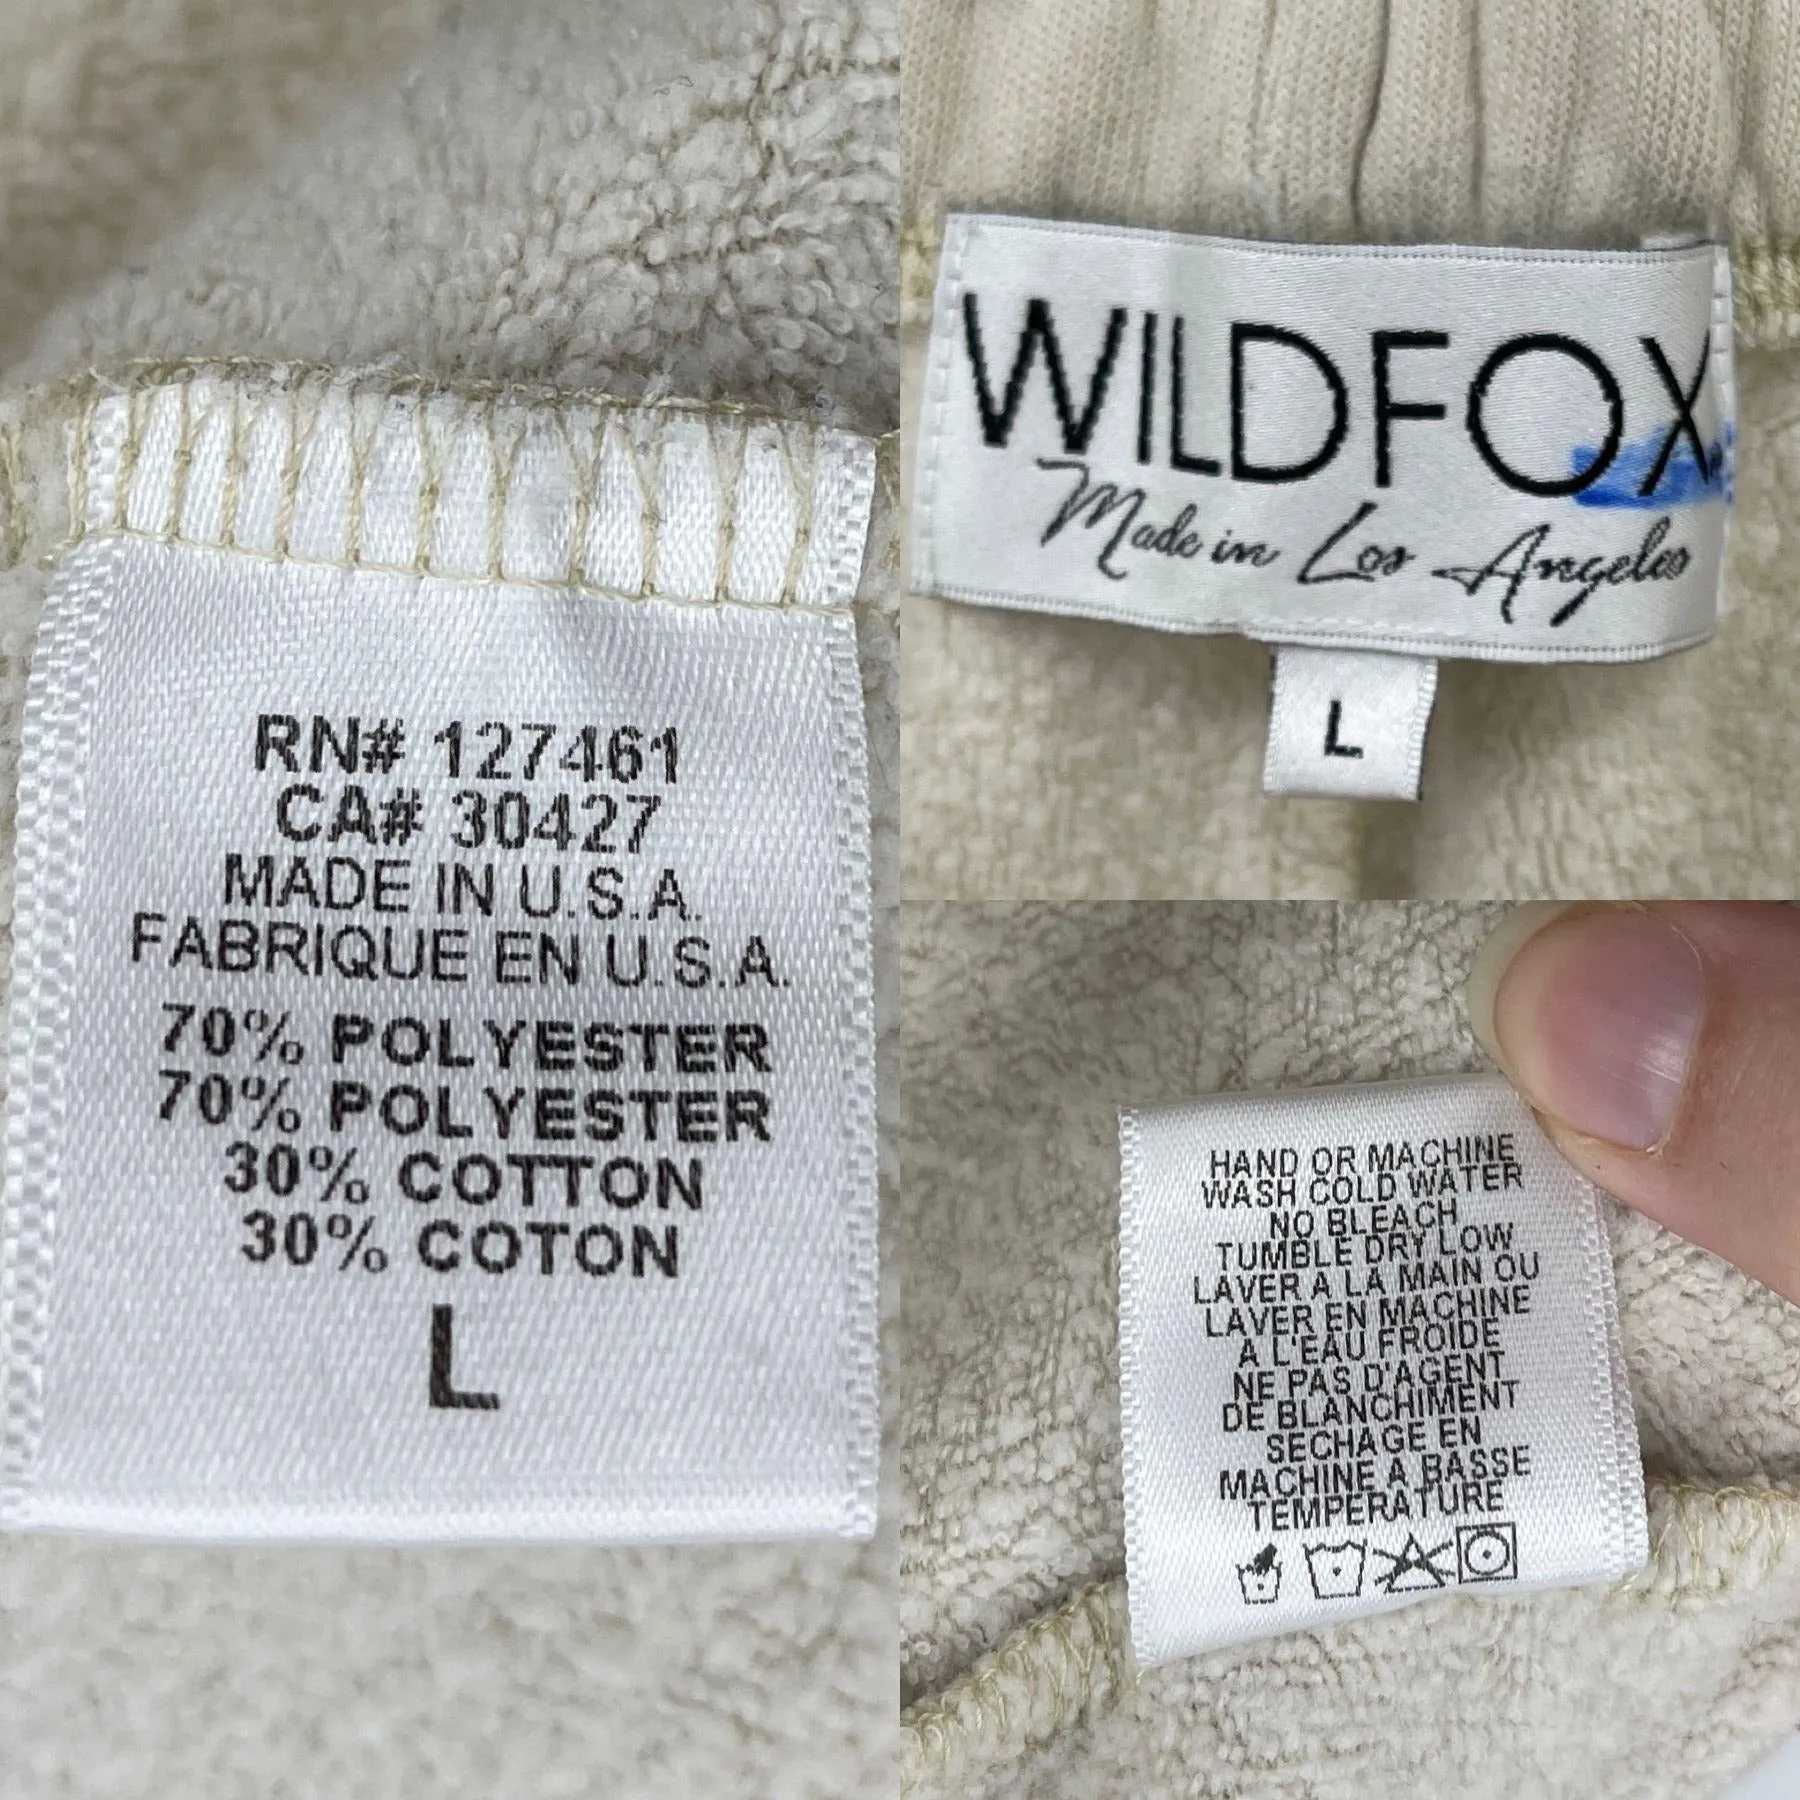 RN# 127461
CA# 30427
MADE IN U.S.A.
FABRIQUE EN U.S.A.
70% POLYESTER
70% POLYESTER
30% COTTON
30% COTON
L
WILDFOX
Made in Los Angeles
L
HAND OR MACHINE
WASH COLD WATER
NO BLEACH
TUMBLE DRY LOW
LAVER A LA MAIN OU
LAVER EN MACHINE
A L'EAU FROIDE
NE PAS D'AGENT
DE BLANCHIMENT
SECHAGE EN
MACHINE A BASSE
TEMPERATURE